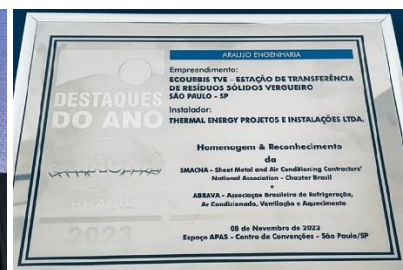 DESTAQUES
DO ANO
SMACNA
BRASIL
2023
ARAUJO ENGENHARIA
Empreendimento:
ECOURBIS TVE - ESTAÇÃO DE TRANSFERÊNCIA
DE RESÍDUOS SÓLIDOS VERGUEIRO
SÃO PAULO - SP
Instalador:
THERMAL ENERGY PROJETOS E INSTALAÇÕES LTDA.
Homenagem & Reconhecimento
da
SMACNA - Sheet Metal and Air Conditioning Contractors'
National Association - Chapter Brasil
e
ABRAVA - Associação Brasileira de Refrigeração,
Ar Condicionado, Ventilação e Aquecimento
08 de Novembro de 2023
Espaço APAS - Centro de Convenções - São Paulo/SP